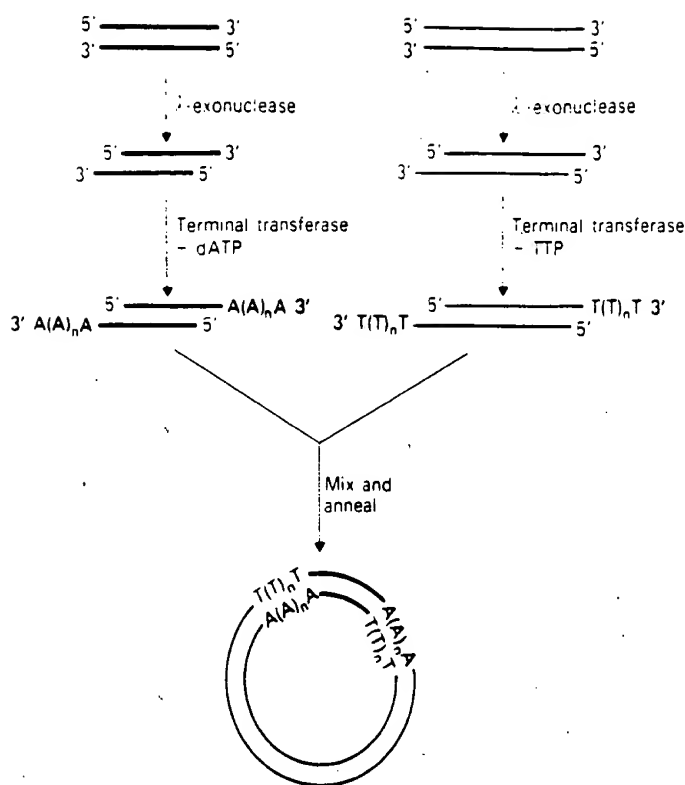 5' 3' 5' 3'
3' 5' 3' 5'
λ-exonuclease λ-exonuclease
5' 3' 5' 3'
3' 5' 3' 5'
Terminal transferase Terminal transferase
- dATP - TTP
5' A(A)nA 3' 5' T(T)nT 3'
3' A(A)nA 5' 3' T(T)nT 5'
Mix and
anneal
T(T)nT
A(A)nA
A(A)nA
T(T)nT